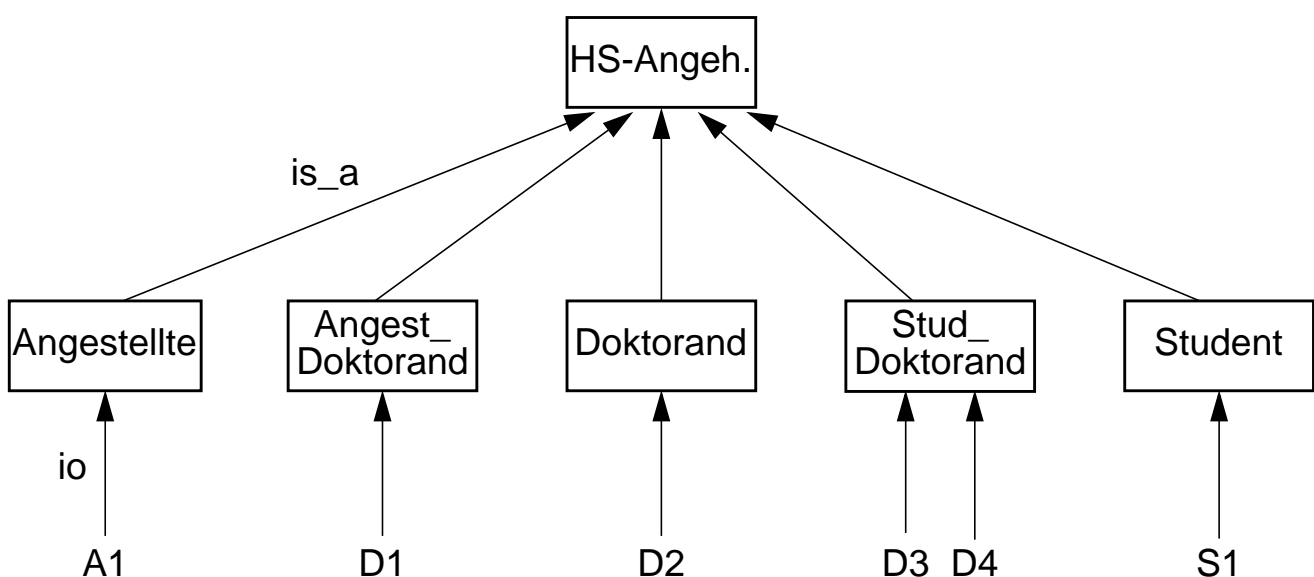 HS-Angeh.
is_a
Angestellte
Angest_
Doktorand
Doktorand
Stud_
Doktorand
Student
io
A1
D1
D2
D3 D4
S1